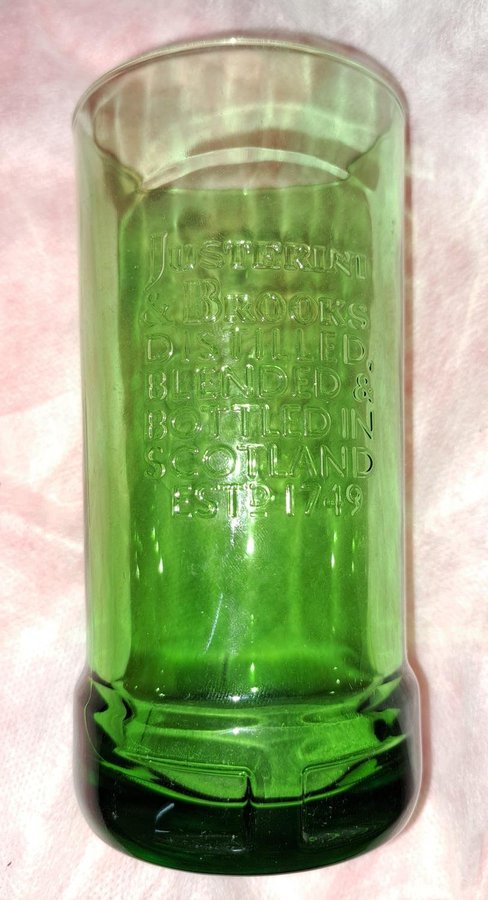 JUSTERINI
& BROOKS
DISTILLED,
BLENDED &
BOTTLED IN
SCOTLAND
ESTD 1749